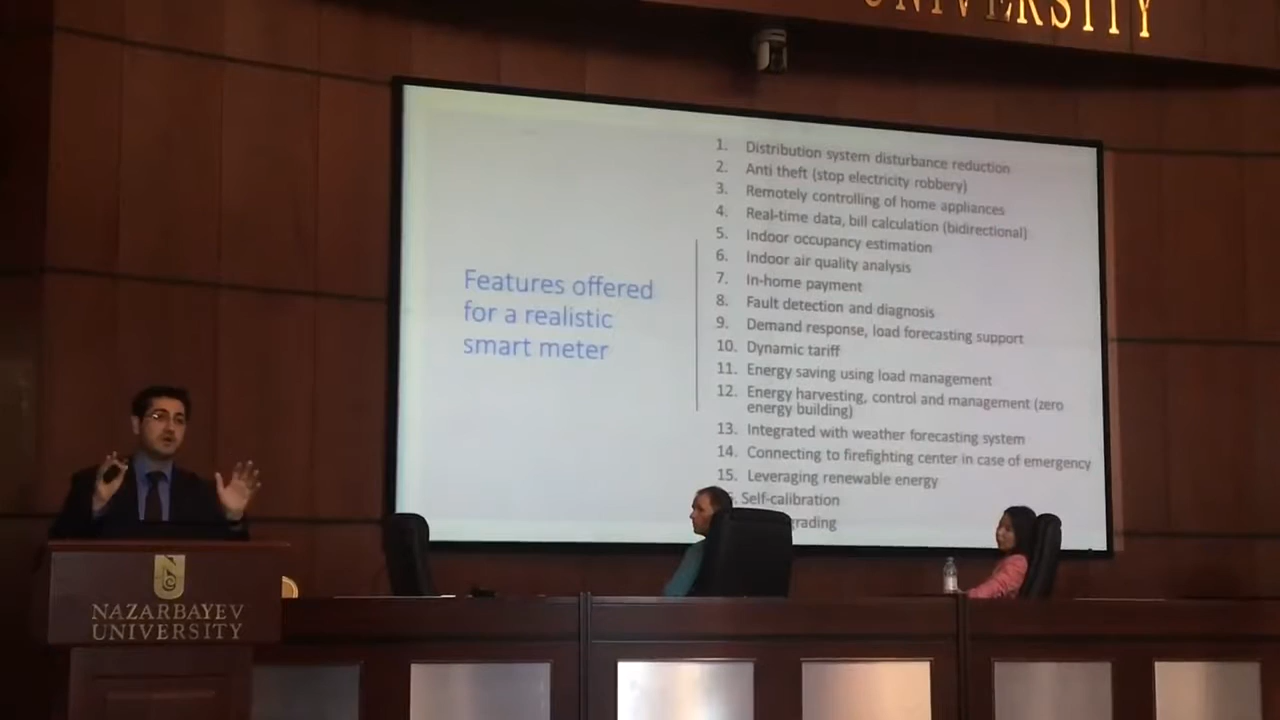 UNIVERSITY
Features offered
for a realistic
smart meter
1. Distribution system disturbance reduction
2. Anti theft (stop electricity robbery)
3. Remotely controlling of home appliances
4. Real-time data, bill calculation (bidirectional)
5. Indoor occupancy estimation
6. Indoor air quality analysis
7. In-home payment
8. Fault detection and diagnosis
9. Demand response, load forecasting support
10. Dynamic tariff
11. Energy saving using load management
12. Energy harvesting, control and management (zero
energy building)
13. Integrated with weather forecasting system
14. Connecting to firefighting center in case of emergency
15. Leveraging renewable energy
. Self-calibration
grading
NAZARBAYEV
UNIVERSITY